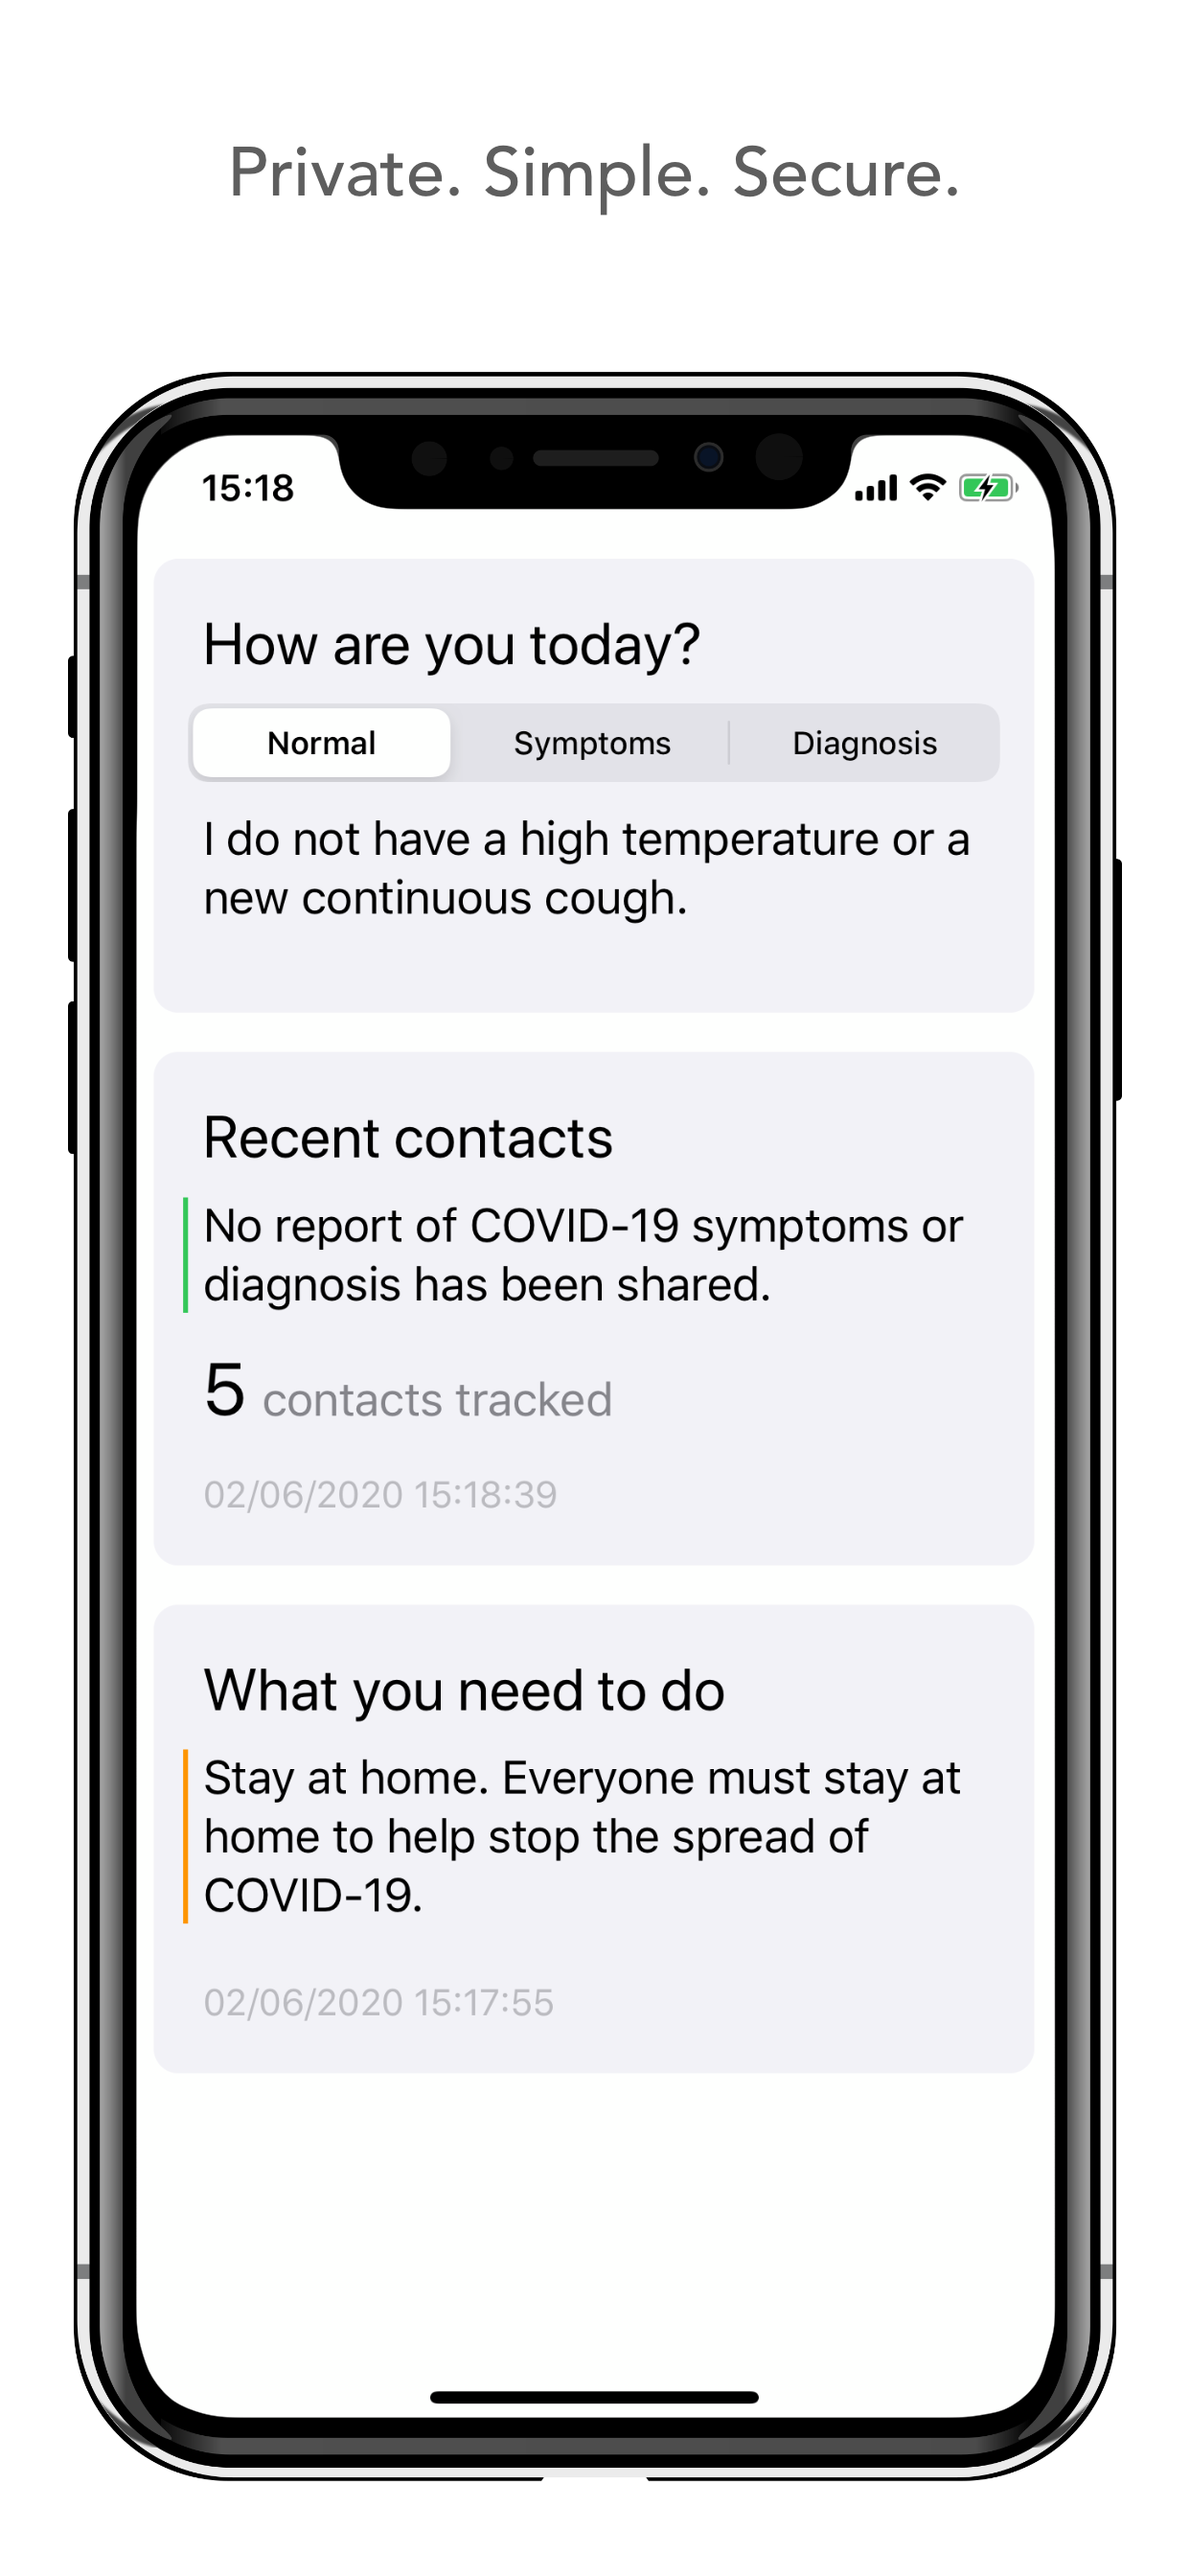 Private. Simple. Secure.
15:18
How are you today?
Normal Symptoms Diagnosis
I do not have a high temperature or a
new continuous cough.
Recent contacts
No report of COVID-19 symptoms or
diagnosis has been shared.
5 contacts tracked
02/06/2020 15:18:39
What you need to do
Stay at home. Everyone must stay at
home to help stop the spread of
COVID-19.
02/06/2020 15:17:55